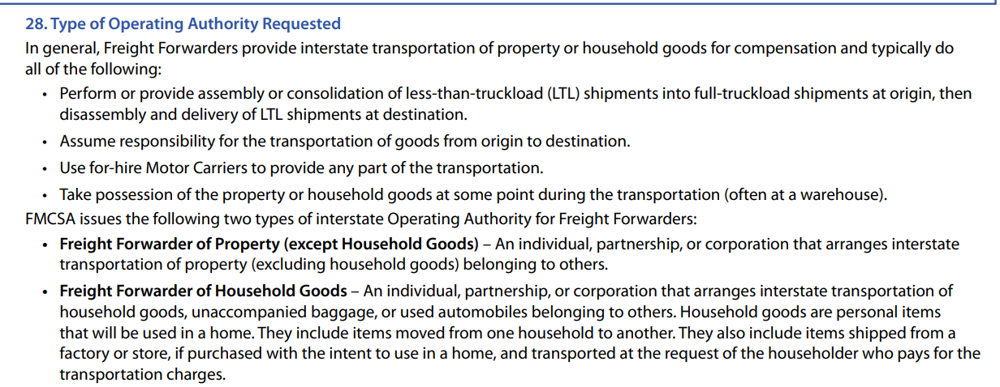 28. Type of Operating Authority Requested
In general, Freight Forwarders provide interstate transportation of property or household goods for compensation and typically do
all of the following:
• Perform or provide assembly or consolidation of less-than-truckload (LTL) shipments into full-truckload shipments at origin, then
disassembly and delivery of LTL shipments at destination.
• Assume responsibility for the transportation of goods from origin to destination.
• Use for-hire Motor Carriers to provide any part of the transportation.
• Take possession of the property or household goods at some point during the transportation (often at a warehouse).
FMCSA issues the following two types of interstate Operating Authority for Freight Forwarders:
• Freight Forwarder of Property (except Household Goods) – An individual, partnership, or corporation that arranges interstate
transportation of property (excluding household goods) belonging to others.
• Freight Forwarder of Household Goods – An individual, partnership, or corporation that arranges interstate transportation of
household goods, unaccompanied baggage, or used automobiles belonging to others. Household goods are personal items
that will be used in a home. They include items moved from one household to another. They also include items shipped from a
factory or store, if purchased with the intent to use in a home, and transported at the request of the householder who pays for the
transportation charges.